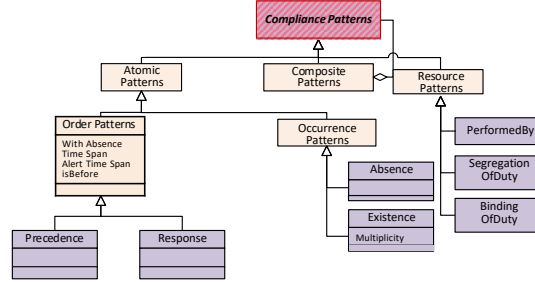 Compliance Patterns
Atomic
Patterns
Composite
Patterns
Resource
Patterns
Order Patterns
With Absence
Time Span
Alert Time Span
isBefore
Occurrence
Patterns
PerformedBy
Segregation
OfDuty
Binding
OfDuty
Absence
Existence
Multiplicity
Precedence
Response